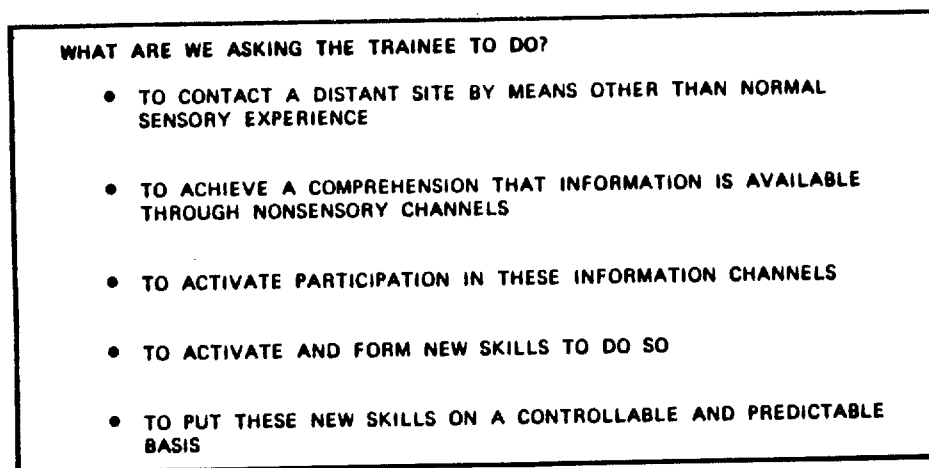 WHAT ARE WE ASKING THE TRAINEE TO DO?
• TO CONTACT A DISTANT SITE BY MEANS OTHER THAN NORMAL
SENSORY EXPERIENCE
• TO ACHIEVE A COMPREHENSION THAT INFORMATION IS AVAILABLE
THROUGH NONSENSORY CHANNELS
• TO ACTIVATE PARTICIPATION IN THESE INFORMATION CHANNELS
• TO ACTIVATE AND FORM NEW SKILLS TO DO SO
• TO PUT THESE NEW SKILLS ON A CONTROLLABLE AND PREDICTABLE
BASIS